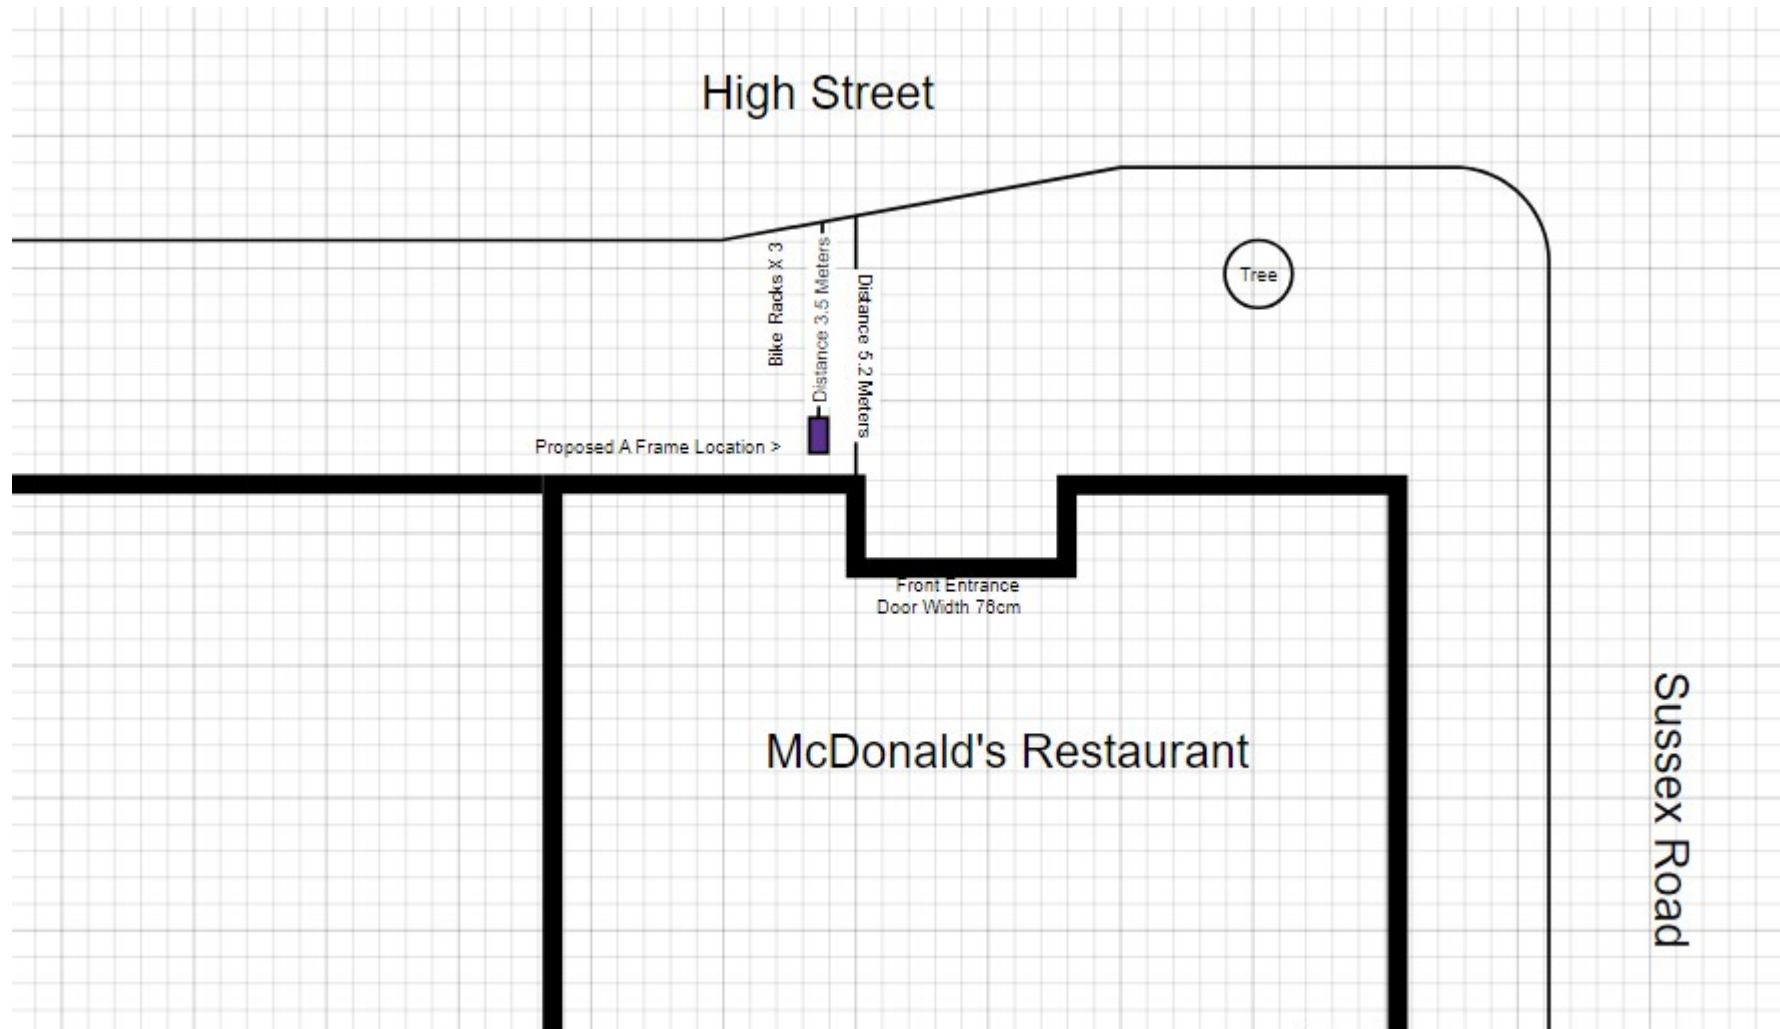 High Street
Bike Racks X 3
Distance 3.5 Meters
Distance 5.2 Meters
Tree
Proposed A Frame Location >
Front Entrance
Door Width 78cm
McDonald's Restaurant
Sussex Road